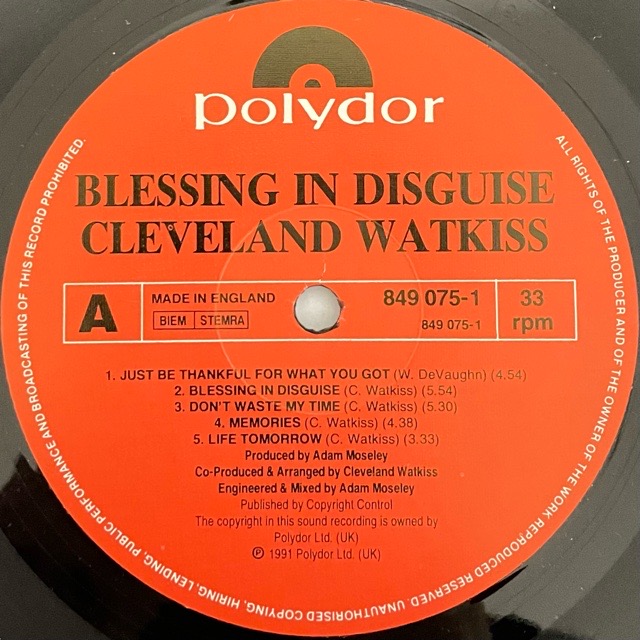 polydor
BLESSING IN DISGUISE
CLEVELAND WATKISS
A
MADE IN ENGLAND
BIEM STEMRA
849 075-1
849 075-1
33
rpm
1. JUST BE THANKFUL FOR WHAT YOU GOT (W. DeVaughn) (4.54)
2. BLESSING IN DISGUISE (C. Watkiss) (5.54)
3. DON'T WASTE MY TIME (C. Watkiss) (5.30)
4. MEMORIES (C. Watkiss) (4.38)
5. LIFE TOMORROW (C. Watkiss) (3.33)
Produced by Adam Moseley
Co-Produced & Arranged by Cleveland Watkiss
Engineered & Mixed by Adam Moseley
Published by Copyright Control
The copyright in this sound recording is owned by
Polydor Ltd. (UK)
℗ 1991 Polydor Ltd. (UK)
ALL RIGHTS OF THE PRODUCER AND OF THE OWNER OF THE WORK REPRODUCED RESERVED. UNAUTHORISED COPYING, HIRING, LENDING, PUBLIC PERFORMANCE AND BROADCASTING OF THIS RECORD PROHIBITED.